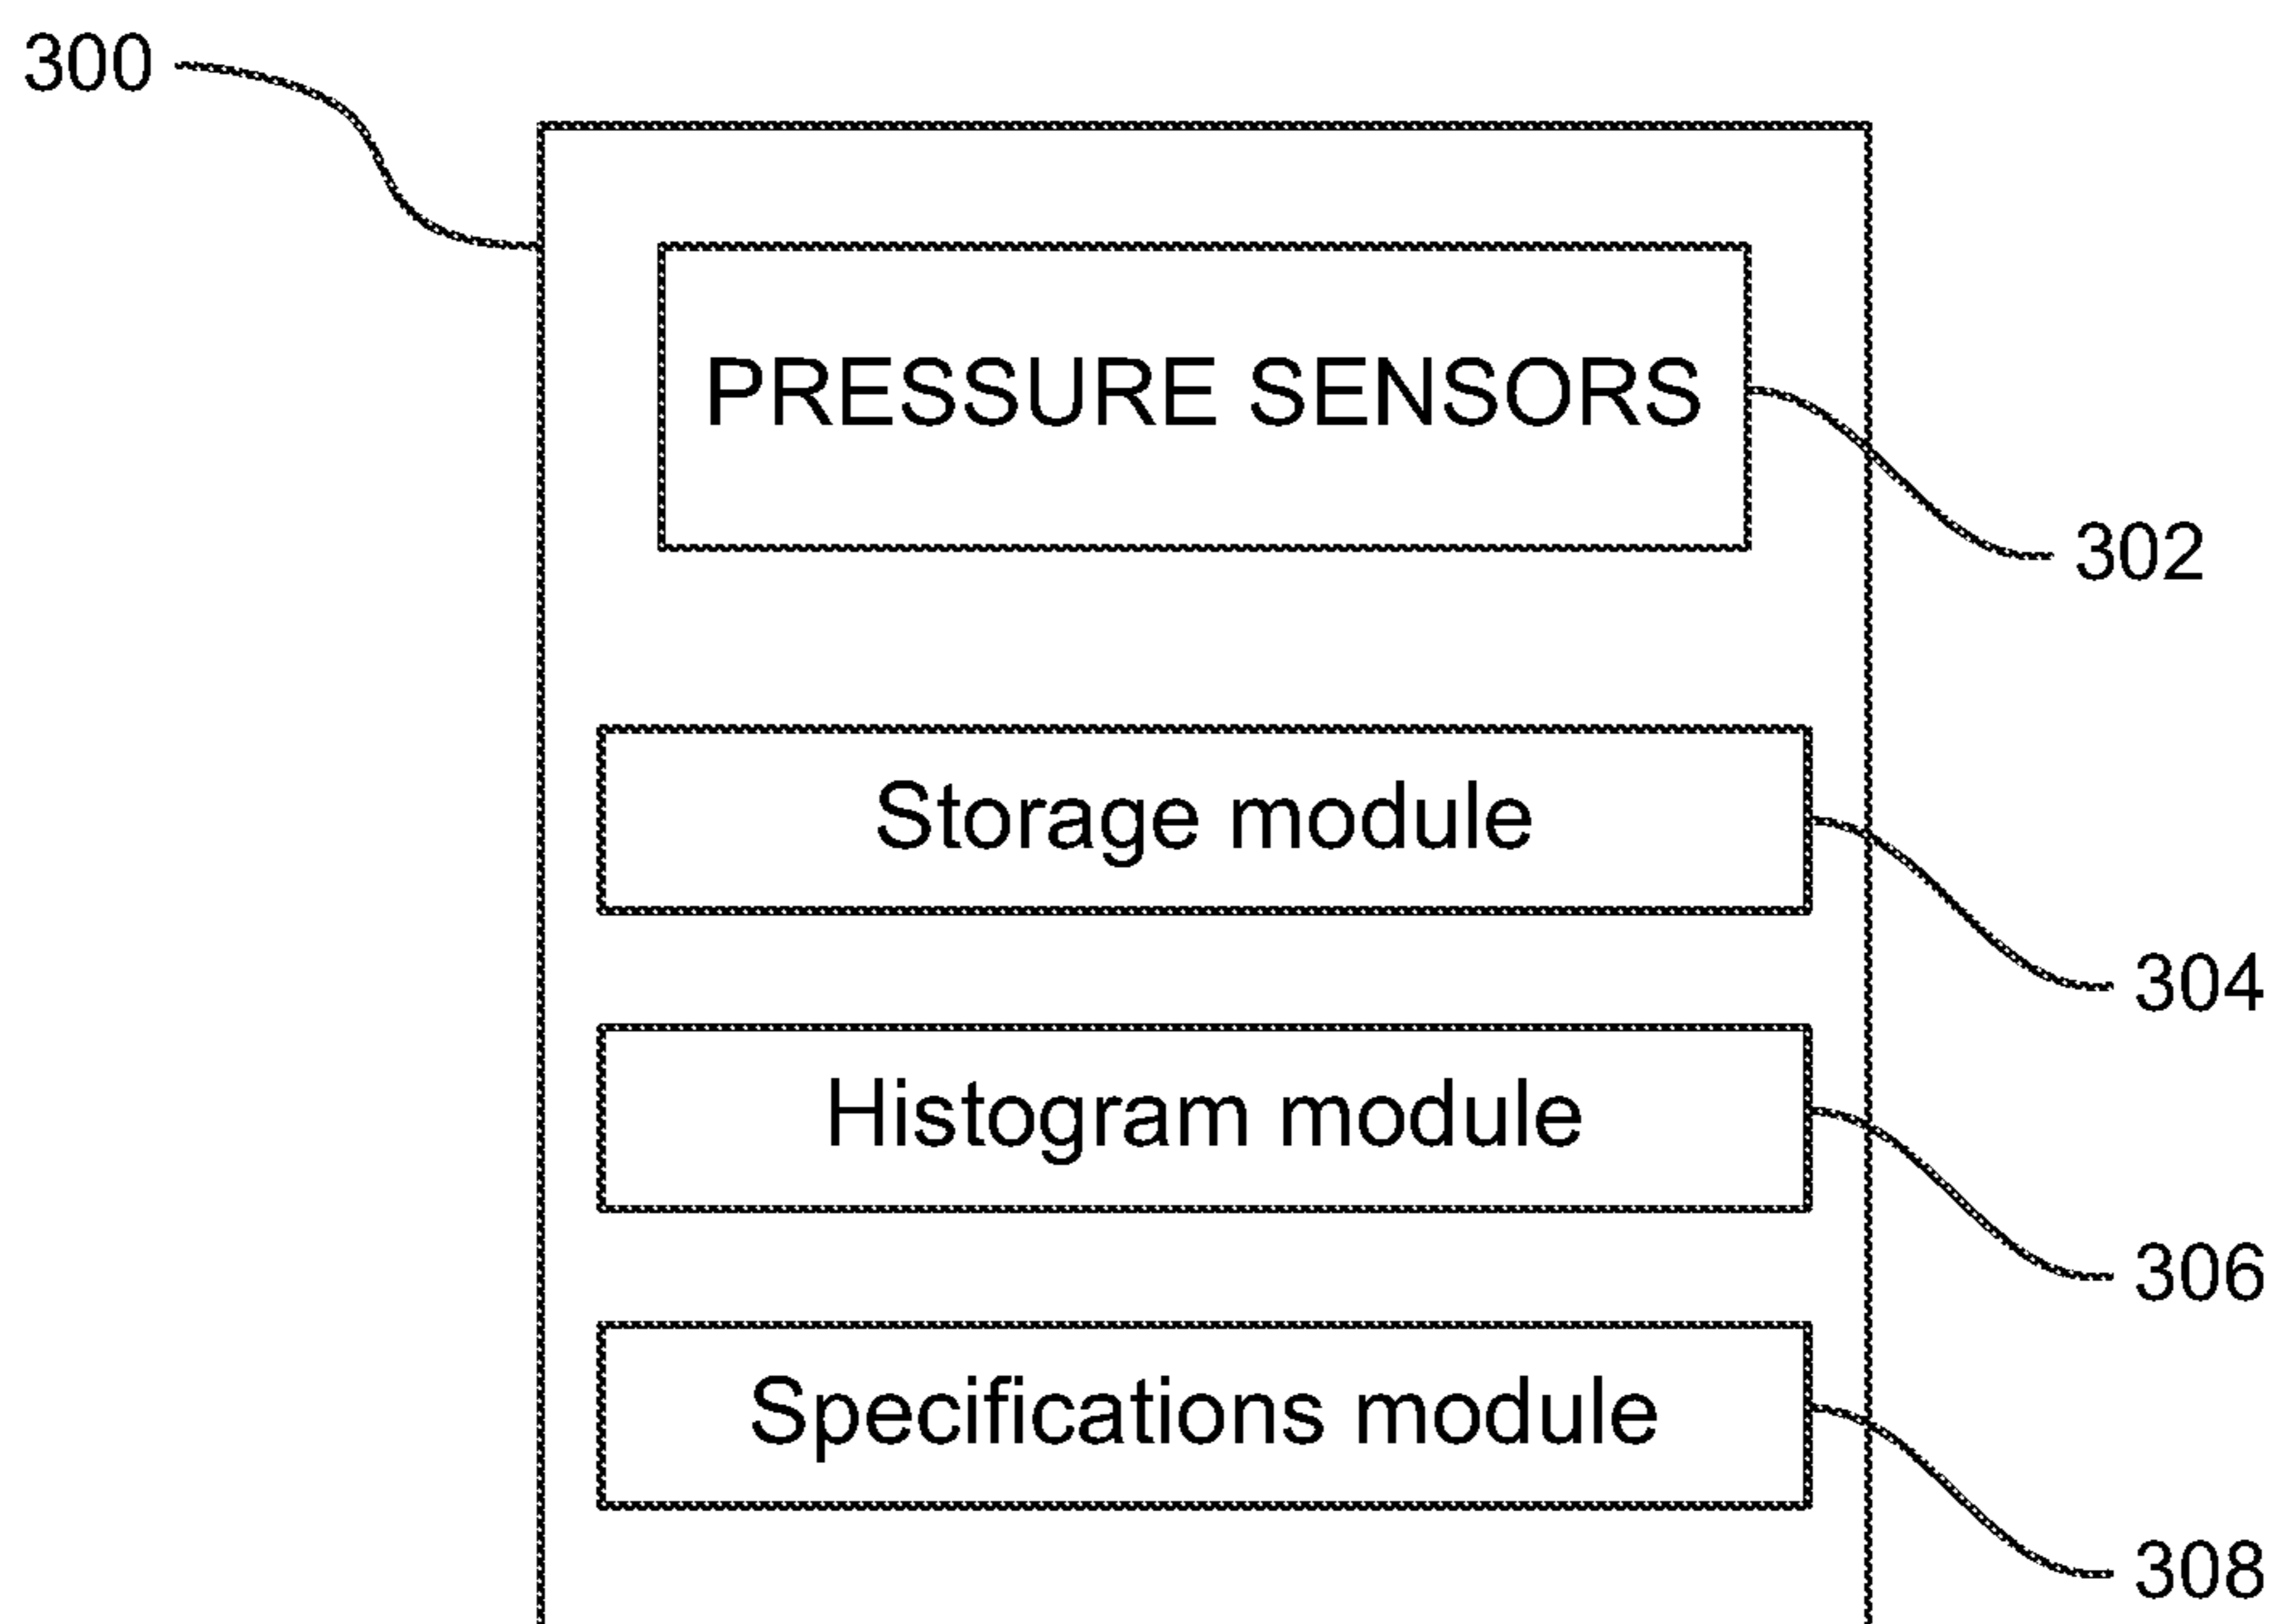 300
PRESSURE SENSORS
302
Storage module
304
Histogram module
306
Specifications module
308